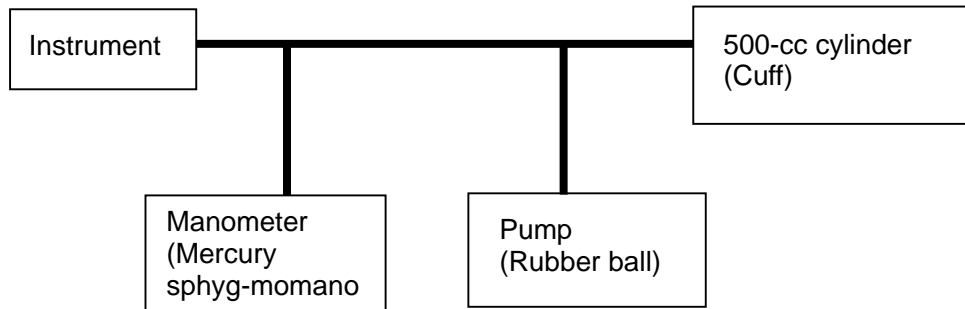 Instrument
500-cc cylinder
(Cuff)
Manometer
(Mercury
sphyg-momano
Pump
(Rubber ball)